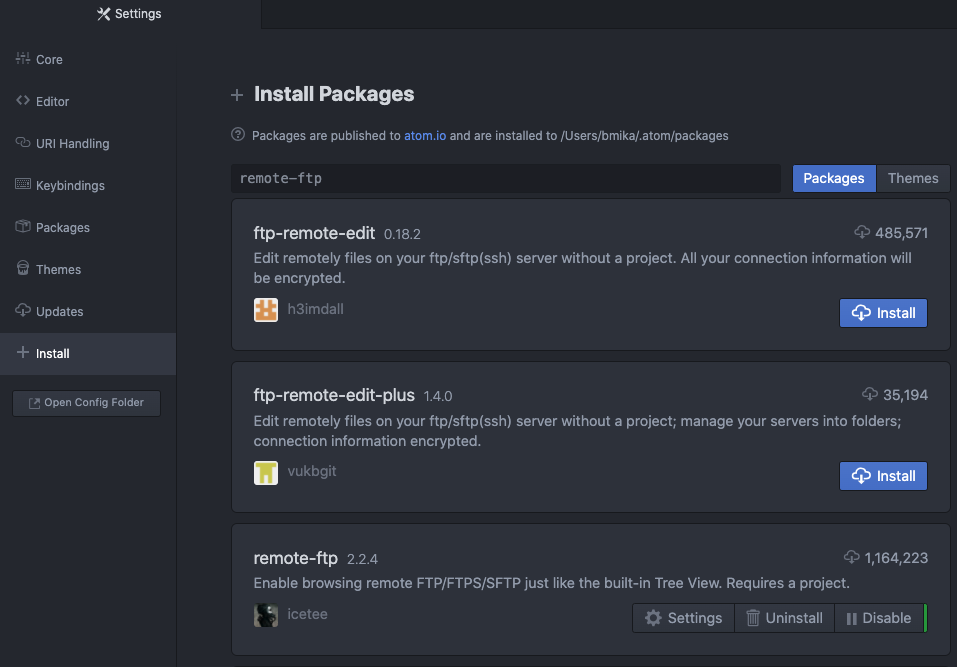 Settings
Core
Editor
URI Handling
Keybindings
Packages
Themes
Updates
Install
Open Config Folder
Install Packages
Packages are published to atom.io and are installed to /Users/bmika/.atom/packages
remote-ftp
Packages Themes
ftp-remote-edit 0.18.2 485,571
Edit remotely files on your ftp/sftp(ssh) server without a project. All your connection information will
be encrypted.
h3imdall
Install
ftp-remote-edit-plus 1.4.0 35,194
Edit remotely files on your ftp/sftp(ssh) server without a project; manage your servers into folders;
connection information encrypted.
vukbgit
Install
remote-ftp 2.2.4 1,164,223
Enable browsing remote FTP/FTPS/SFTP just like the built-in Tree View. Requires a project.
icetee
Settings Uninstall Disable